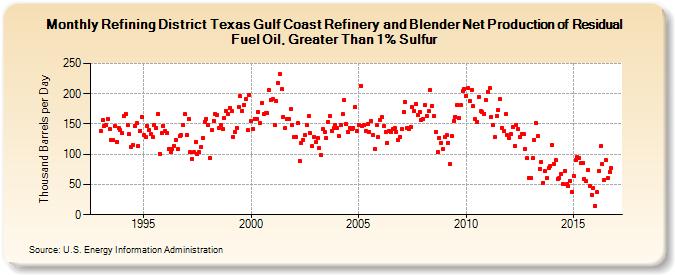 Monthly Refining District Texas Gulf Coast Refinery and Blender Net Production of Residual
Fuel Oil, Greater Than 1% Sulfur
Thousand Barrels per Day
250
200
150
100
50
0
1995
2000
2005
2010
2015
Source: U.S. Energy Information Administration